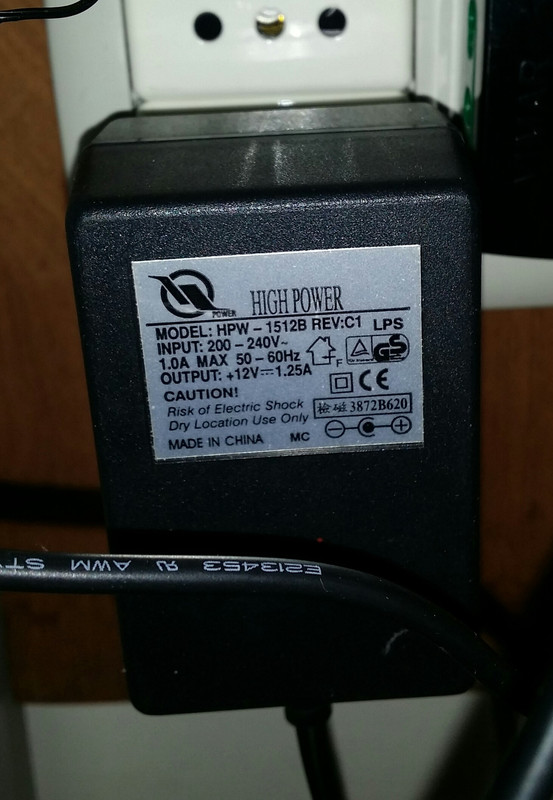 POWER
HIGH POWER
MODEL: HPW - 1512B REV:C1 LPS
INPUT: 200 - 240V~
1.0A MAX 50 - 60Hz
F
GS
OUTPUT: +12V⎓1.25A
CE
CAUTION!
Risk of Electric Shock
Dry Location Use Only
檢磁 3872B620
MADE IN CHINA MC
E213453 AWM ST